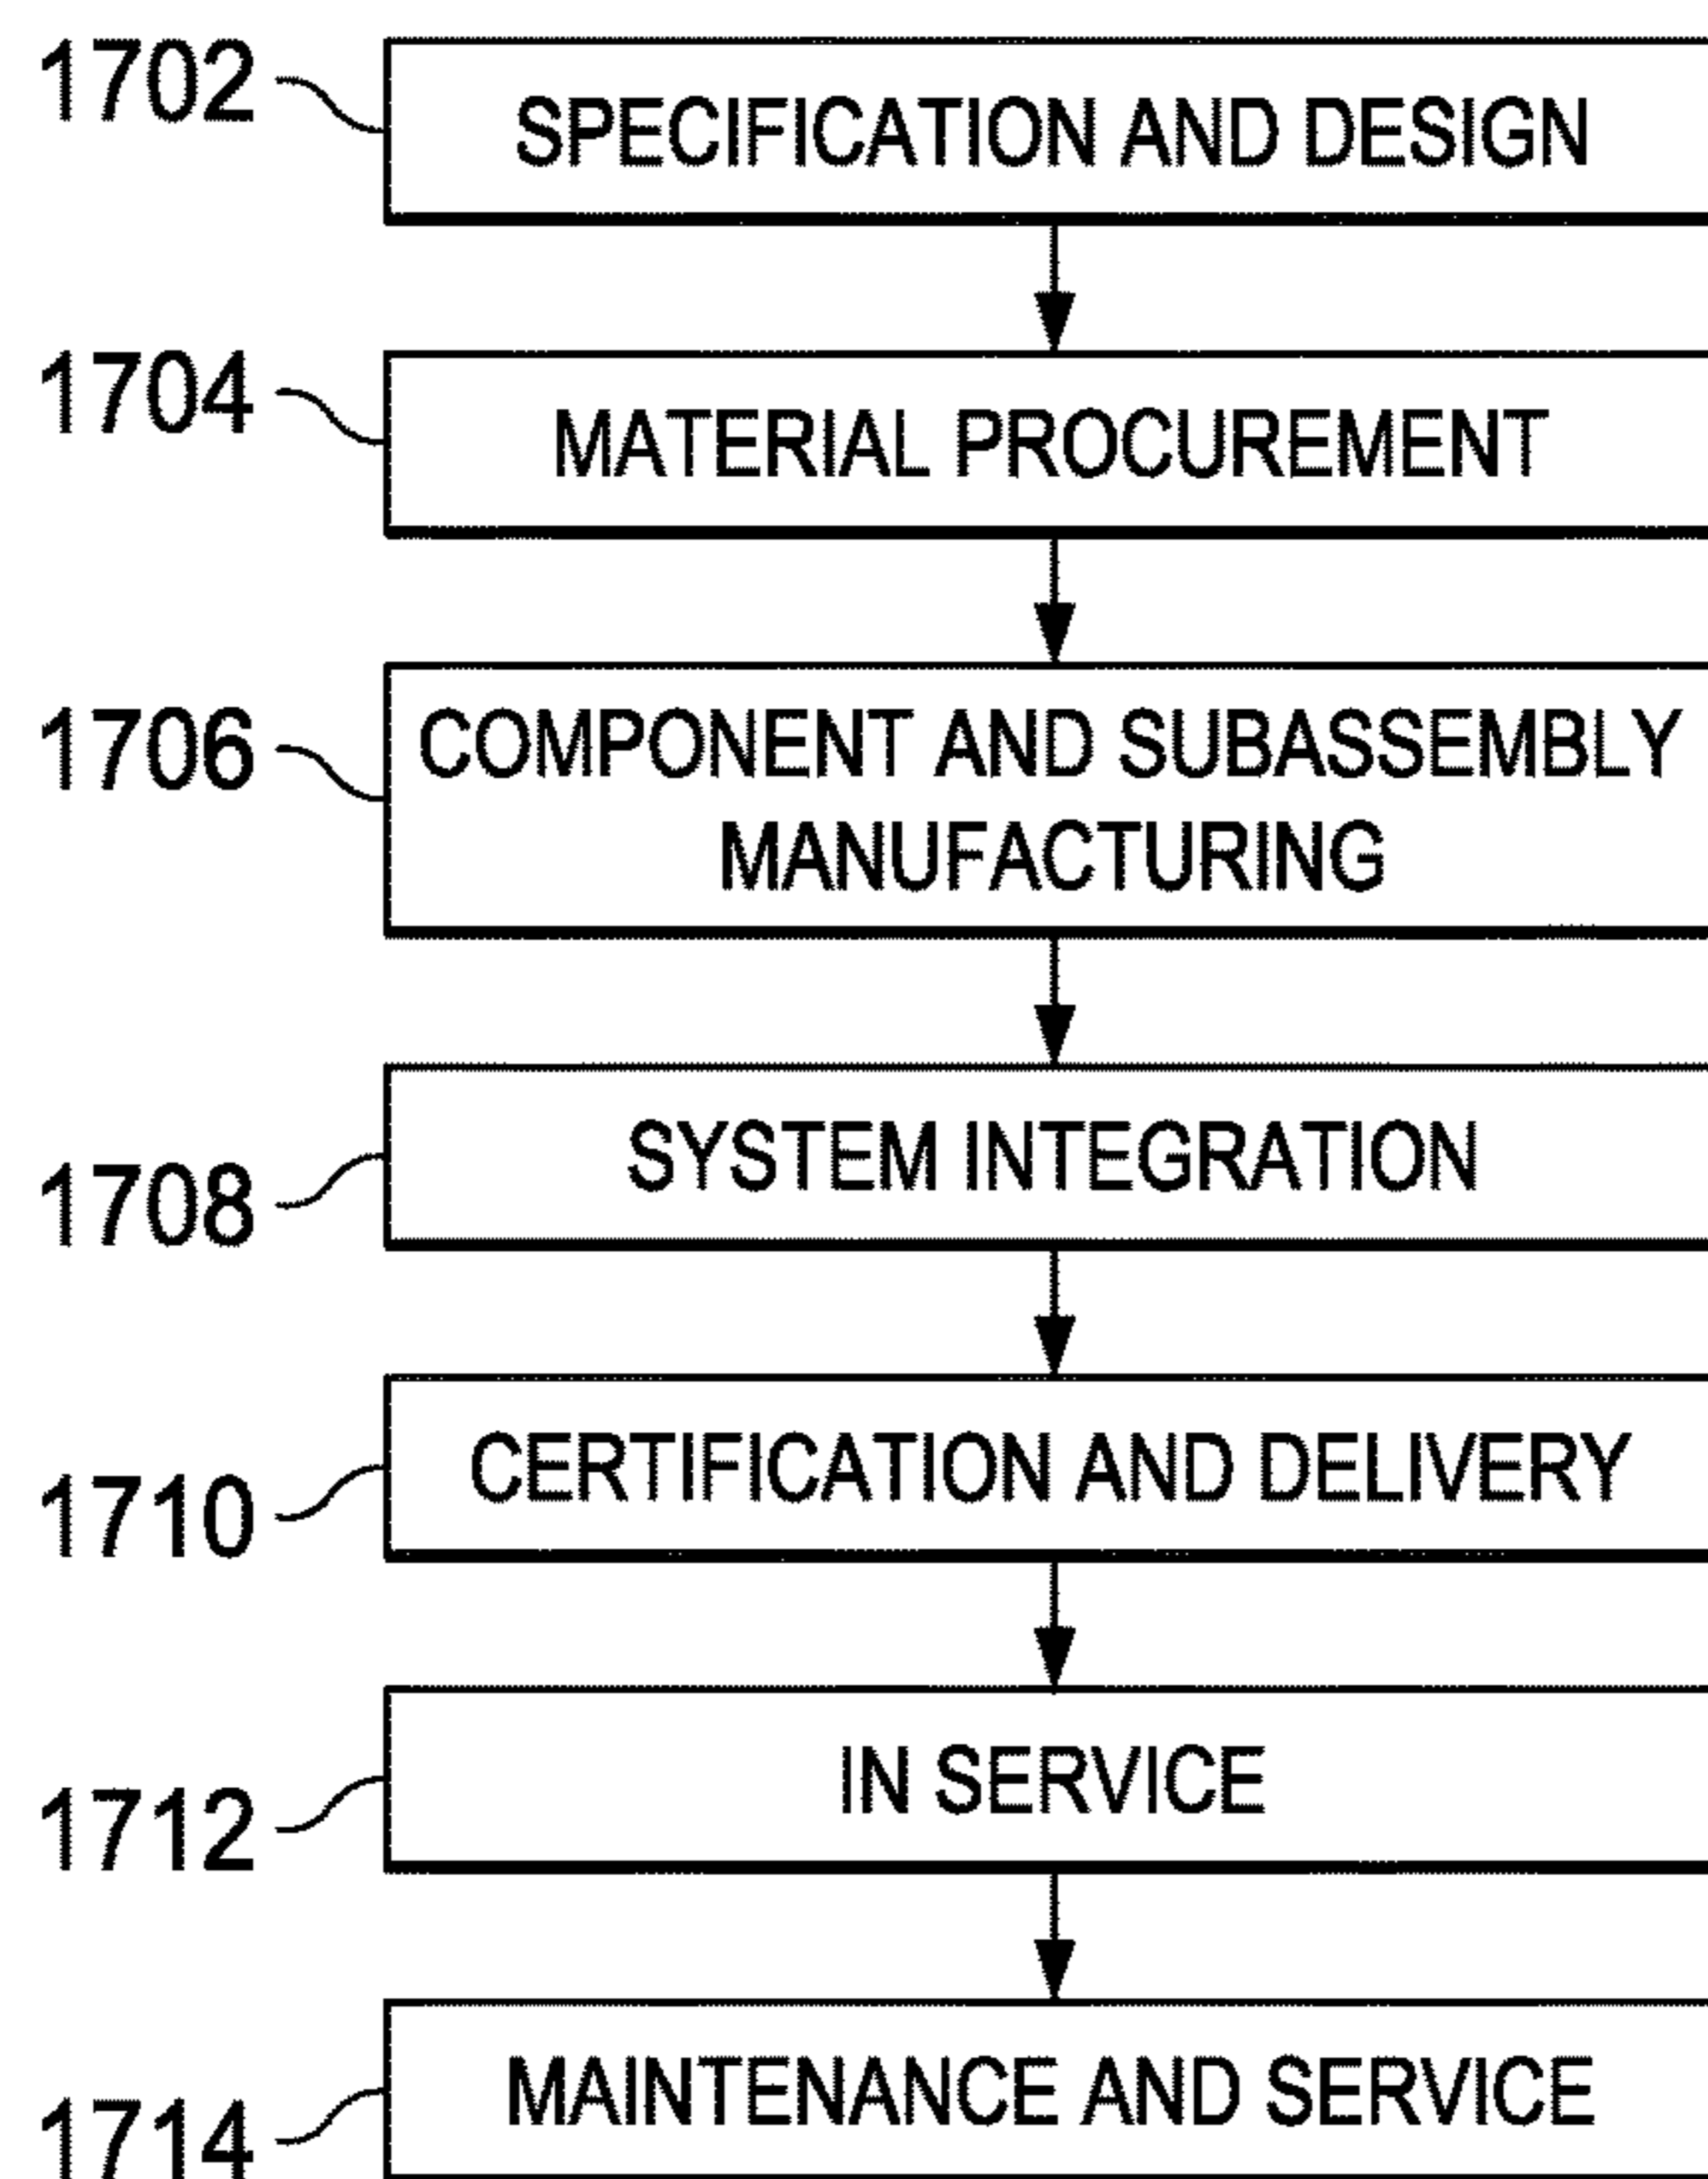 1702
SPECIFICATION AND DESIGN
1704
MATERIAL PROCUREMENT
1706
COMPONENT AND SUBASSEMBLY
MANUFACTURING
1708
SYSTEM INTEGRATION
1710
CERTIFICATION AND DELIVERY
1712
IN SERVICE
1714
MAINTENANCE AND SERVICE